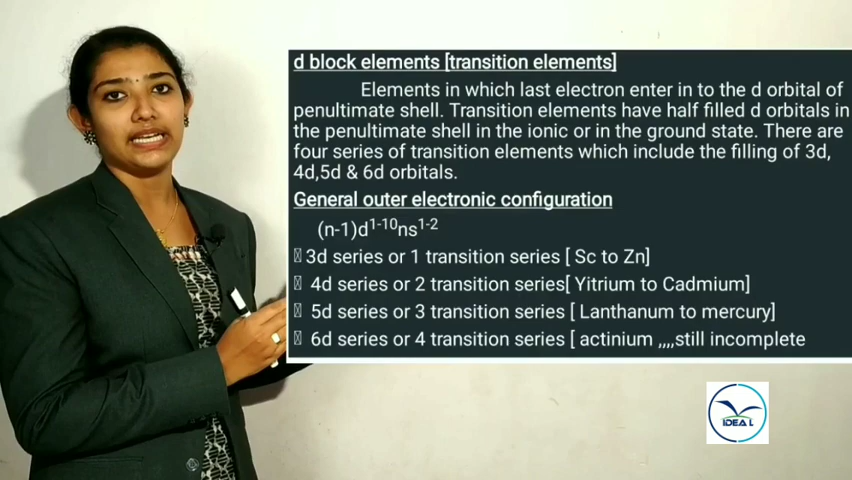 d block elements [transition elements]
Elements in which last electron enter in to the d orbital of
penultimate shell. Transition elements have half filled d orbitals in
the penultimate shell in the ionic or in the ground state. There are
four series of transition elements which include the filling of 3d,
4d,5d & 6d orbitals.
General outer electronic configuration
(n-1)d¹⁻¹⁰ns¹⁻²
3d series or 1 transition series [ Sc to Zn]
4d series or 2 transition series[ Yitrium to Cadmium]
5d series or 3 transition series [ Lanthanum to mercury]
6d series or 4 transition series [ actinium ,,,,still incomplete
IDEAL